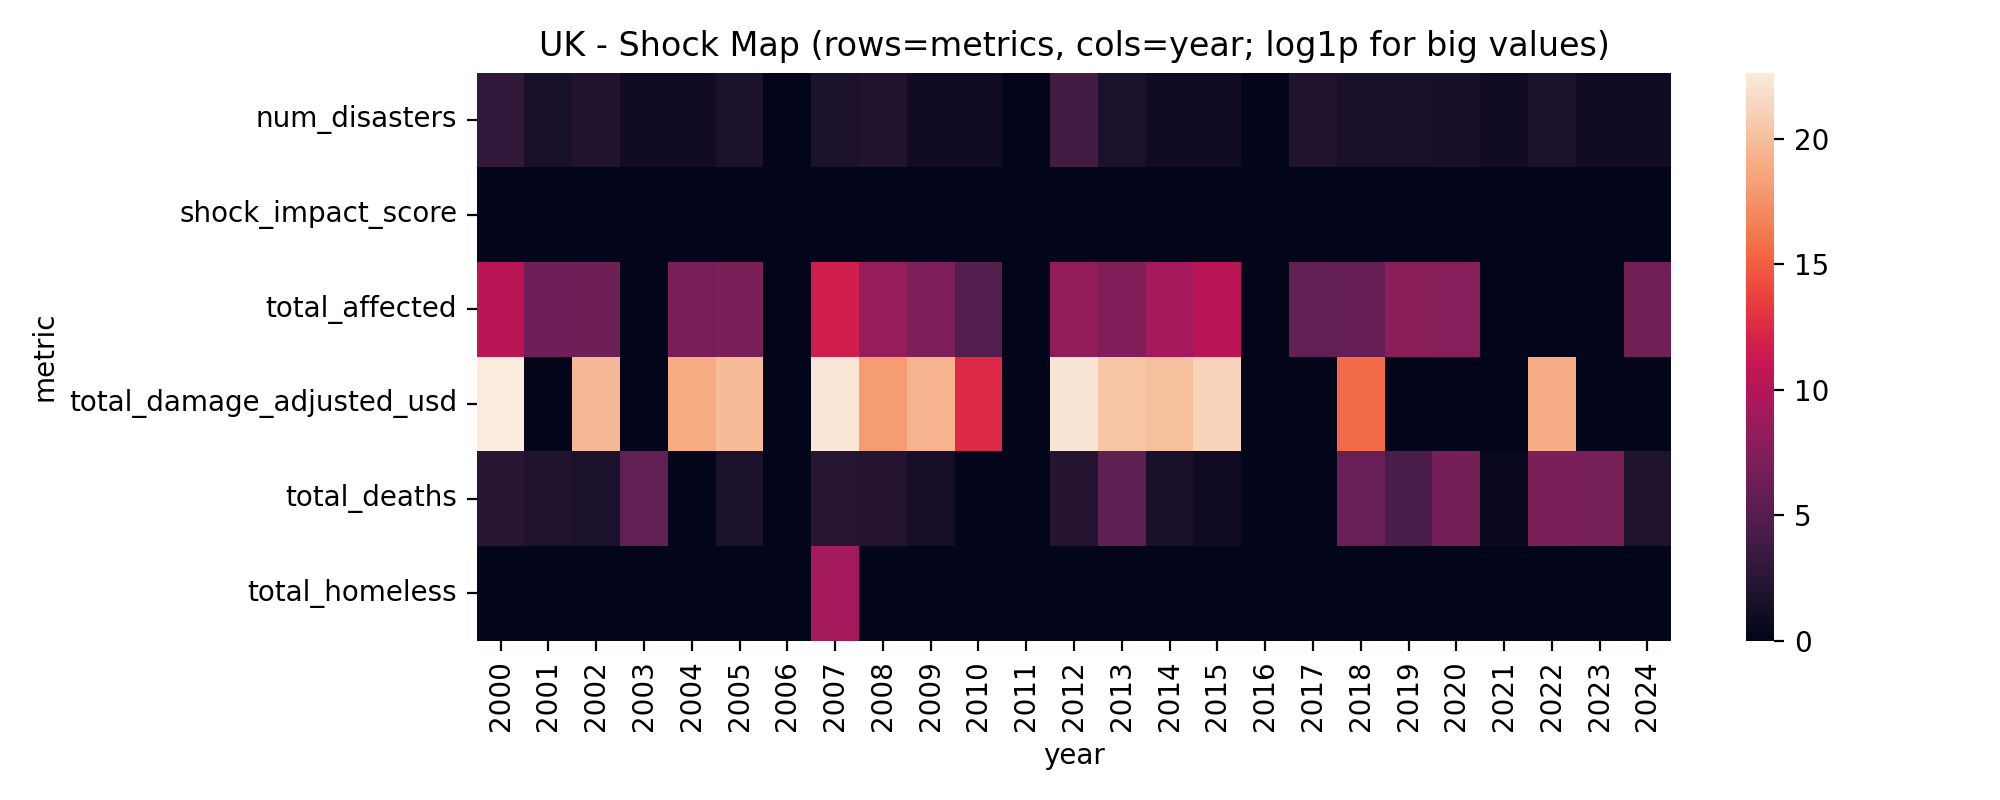 UK - Shock Map (rows=metrics, cols=year; log1p for big values)
metric
num_disasters
shock_impact_score
total_affected
total_damage_adjusted_usd
total_deaths
total_homeless
20
15
10
5
0
2000 2001 2002 2003 2004 2005 2006 2007 2008 2009 2010 2011 2012 2013 2014 2015 2016 2017 2018 2019 2020 2021 2022 2023 2024
year